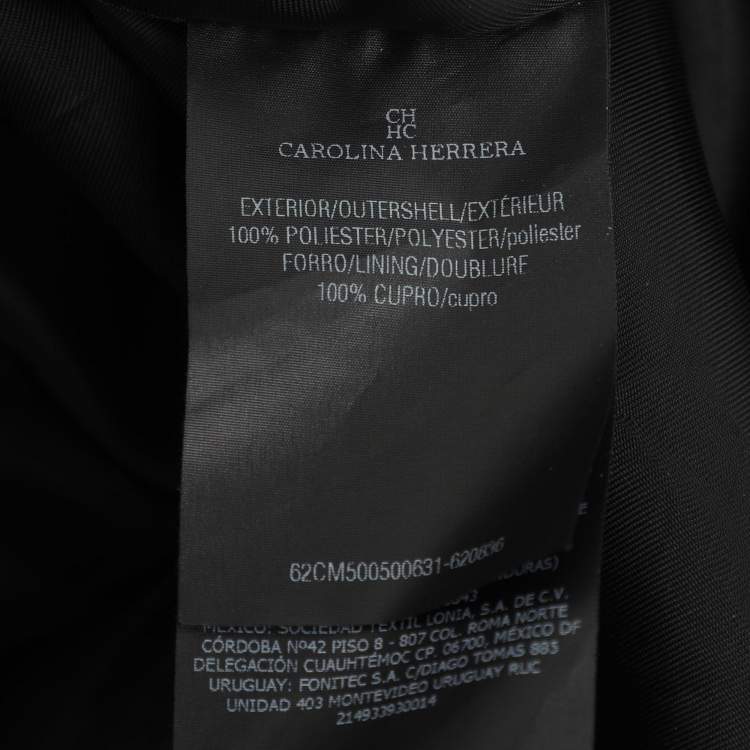 CH
HC
CAROLINA HERRERA
EXTERIOR/OUTERSHELL/EXTÉRIEUR
100% POLIESTER/POLYESTER/poliester
FORRO/LINING/DOUBLURE
100% CUPRO/cupro
62CM500500631-620836
MÉXICO: SOCIEDAD TEXTIL LONIA, S.A. DE C.V.
CÓRDOBA Nº42 PISO 8 - 807 COL. ROMA NORTE
DELEGACIÓN CUAUHTÉMOC CP. 06700, MÉXICO DF
URUGUAY: FONITEC S.A. C/DIAGO TOMAS 885
UNIDAD 403 MONTEVIDEO URUGUAY RUC
214933930014